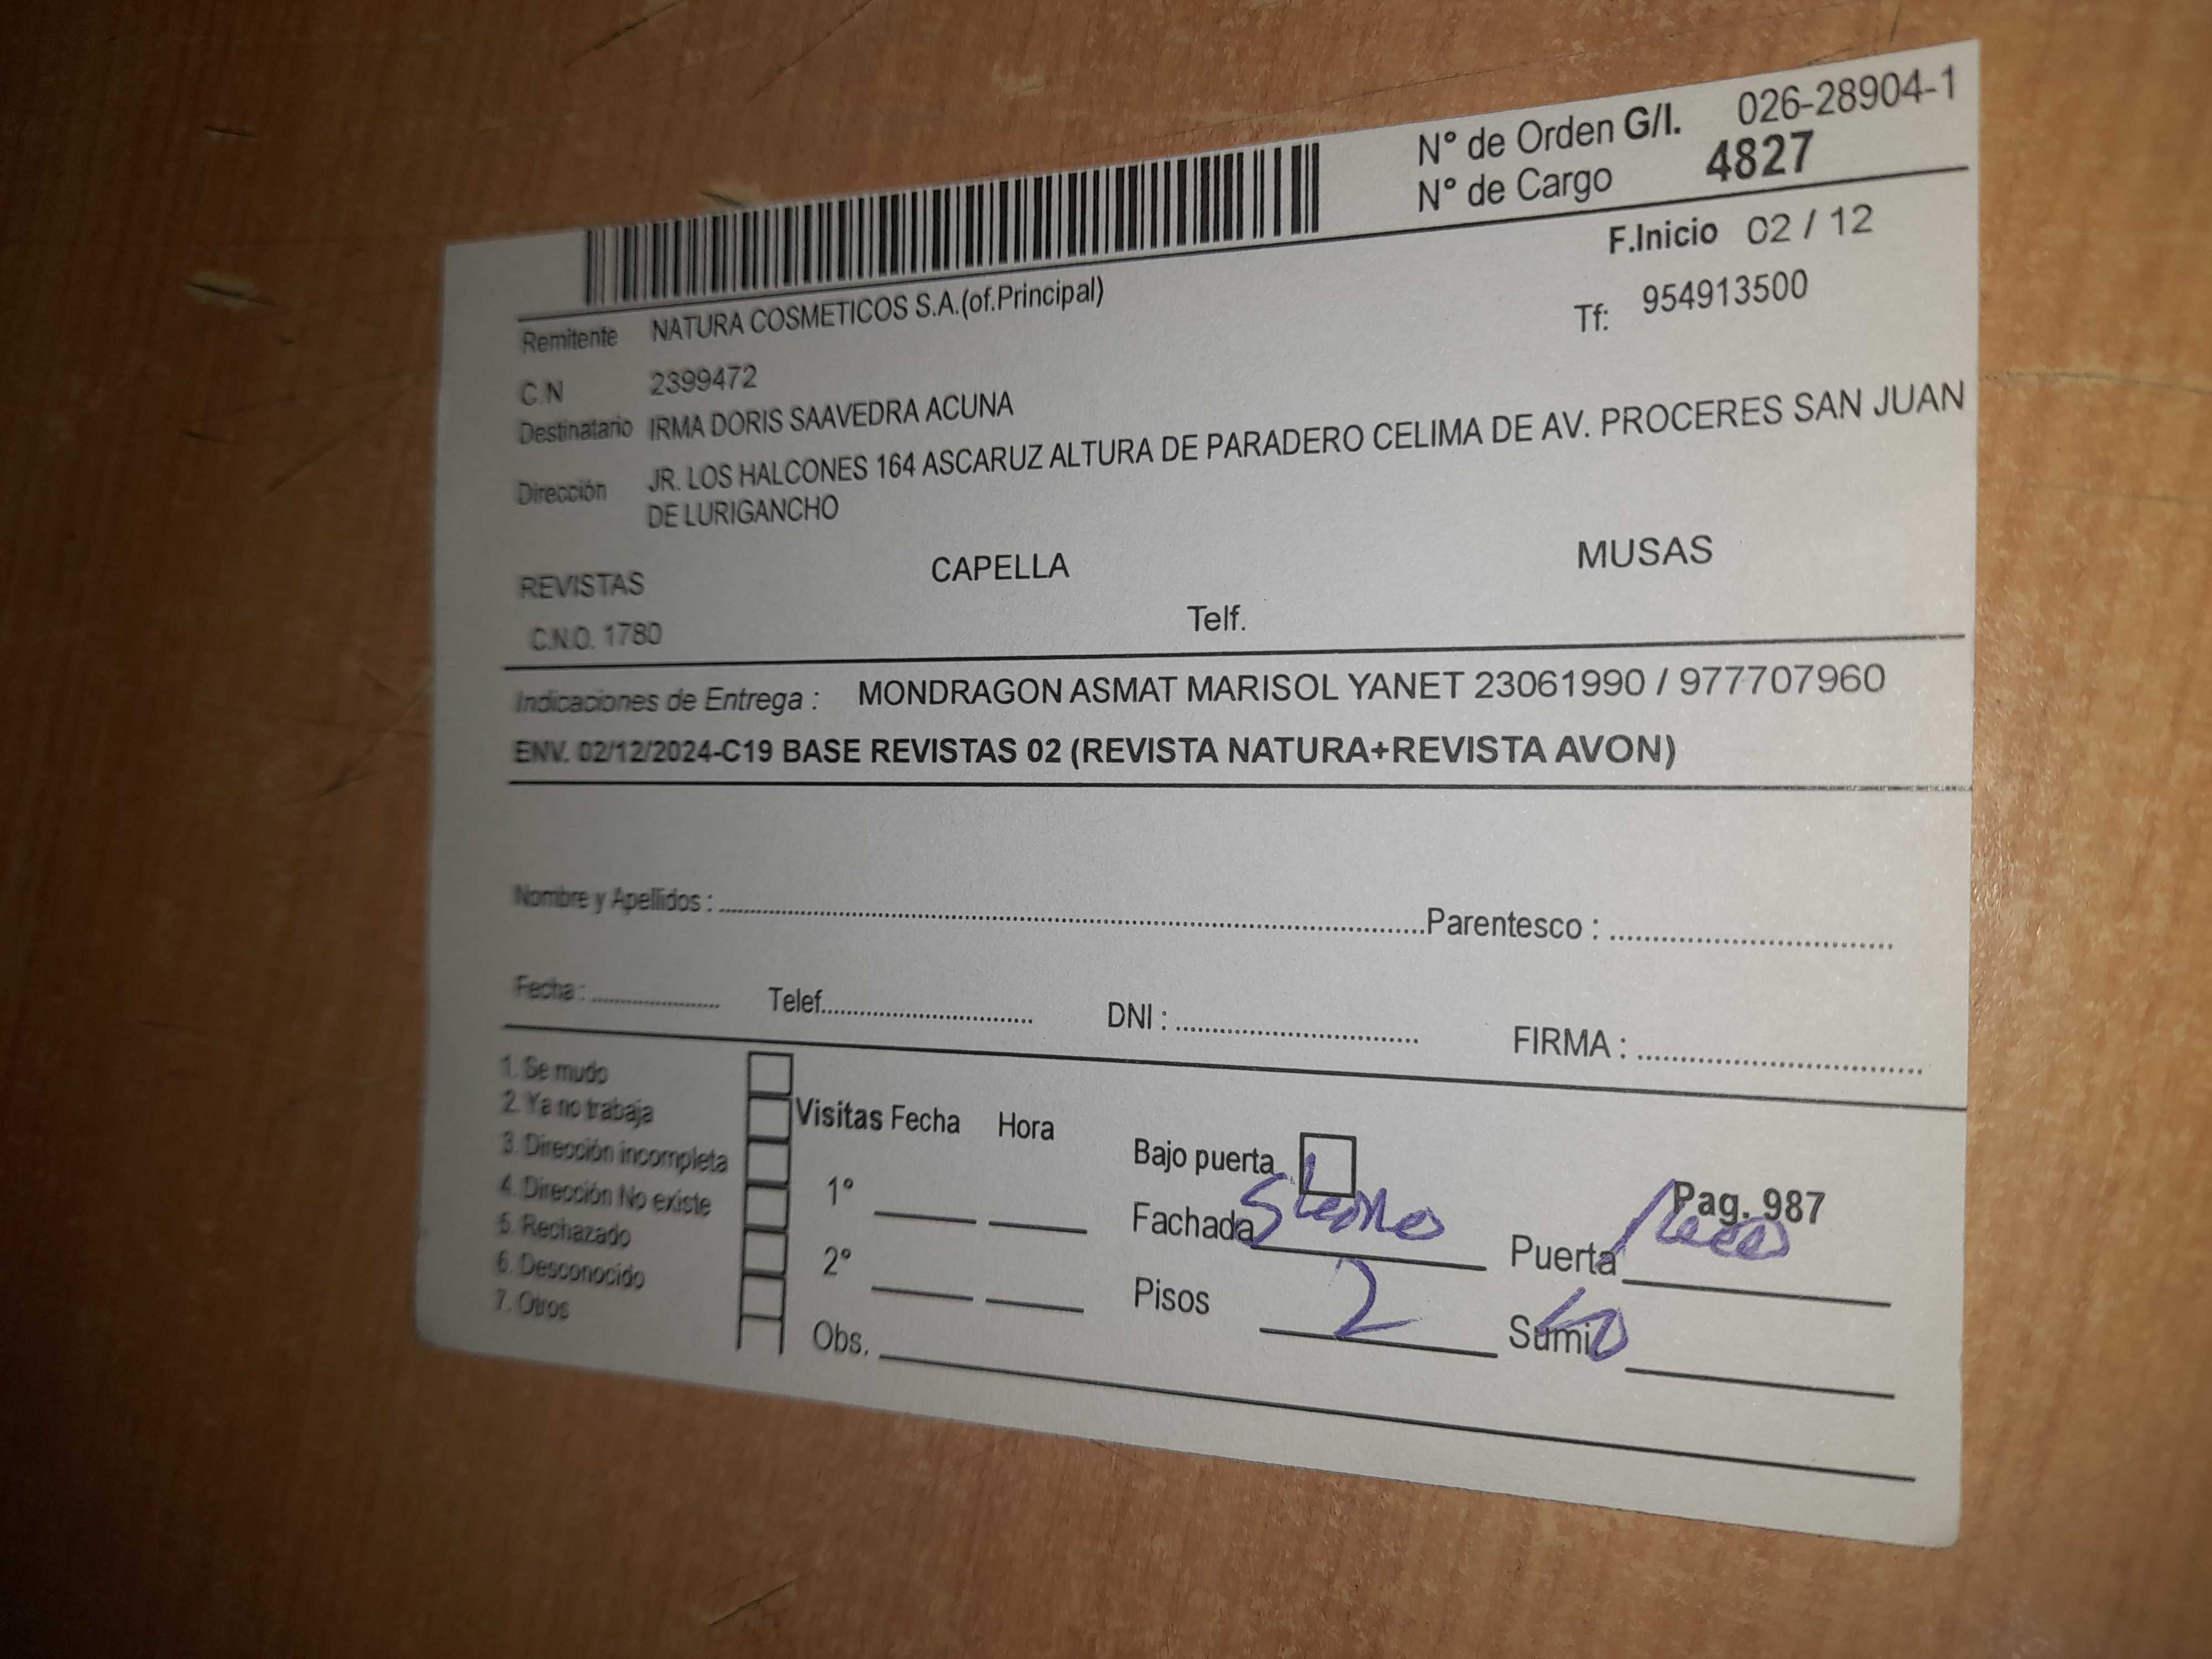 N° de Orden G/I. 026-28904-1
N° de Cargo 4827
F.Inicio 02 / 12
Remitente NATURA COSMETICOS S.A.(of.Principal)
Tf: 954913500
C.N 2399472
Destinatario IRMA DORIS SAAVEDRA ACUNA
Dirección JR. LOS HALCONES 164 ASCARUZ ALTURA DE PARADERO CELIMA DE AV. PROCERES SAN JUAN
DE LURIGANCHO
REVISTAS CAPELLA MUSAS
C.N.O. 1780 Telf.
Indicaciones de Entrega : MONDRAGON ASMAT MARISOL YANET 23061990 / 977707960
ENV. 02/12/2024-C19 BASE REVISTAS 02 (REVISTA NATURA+REVISTA AVON)
Nombre y Apellidos : Parentesco :
Fecha : Telef. DNI : FIRMA :
1. Se mudo
2. Ya no trabaja
3. Dirección incompleta
4. Dirección No existe
5. Rechazado
6. Desconocido
7. Otros
Visitas Fecha Hora
1°
2°
Obs.
Bajo puerta
Fachada
Pisos 2
Pag. 987
Puerta
Sumi